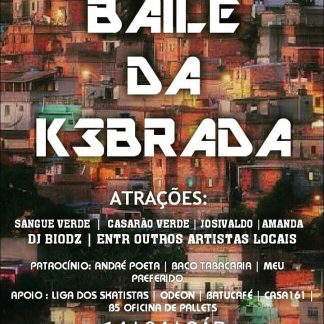 BAILE
DA
K3BRADA
ATRAÇÕES:
SANGUE VERDE | CASARÃO VERDE | JOSIVALDO | AMANDA
DJ BIODZ | ENTR OUTROS ARTISTAS LOCAIS
PATROCÍNIO: ANDRÉ POETA | BACO TABACARIA | MEU
PREFERIDO
APOIO : LIGA DOS SKATISTAS | ODEON | BATUCAFÉ | CASA161 |
B5 OFICINA DE PALLETS